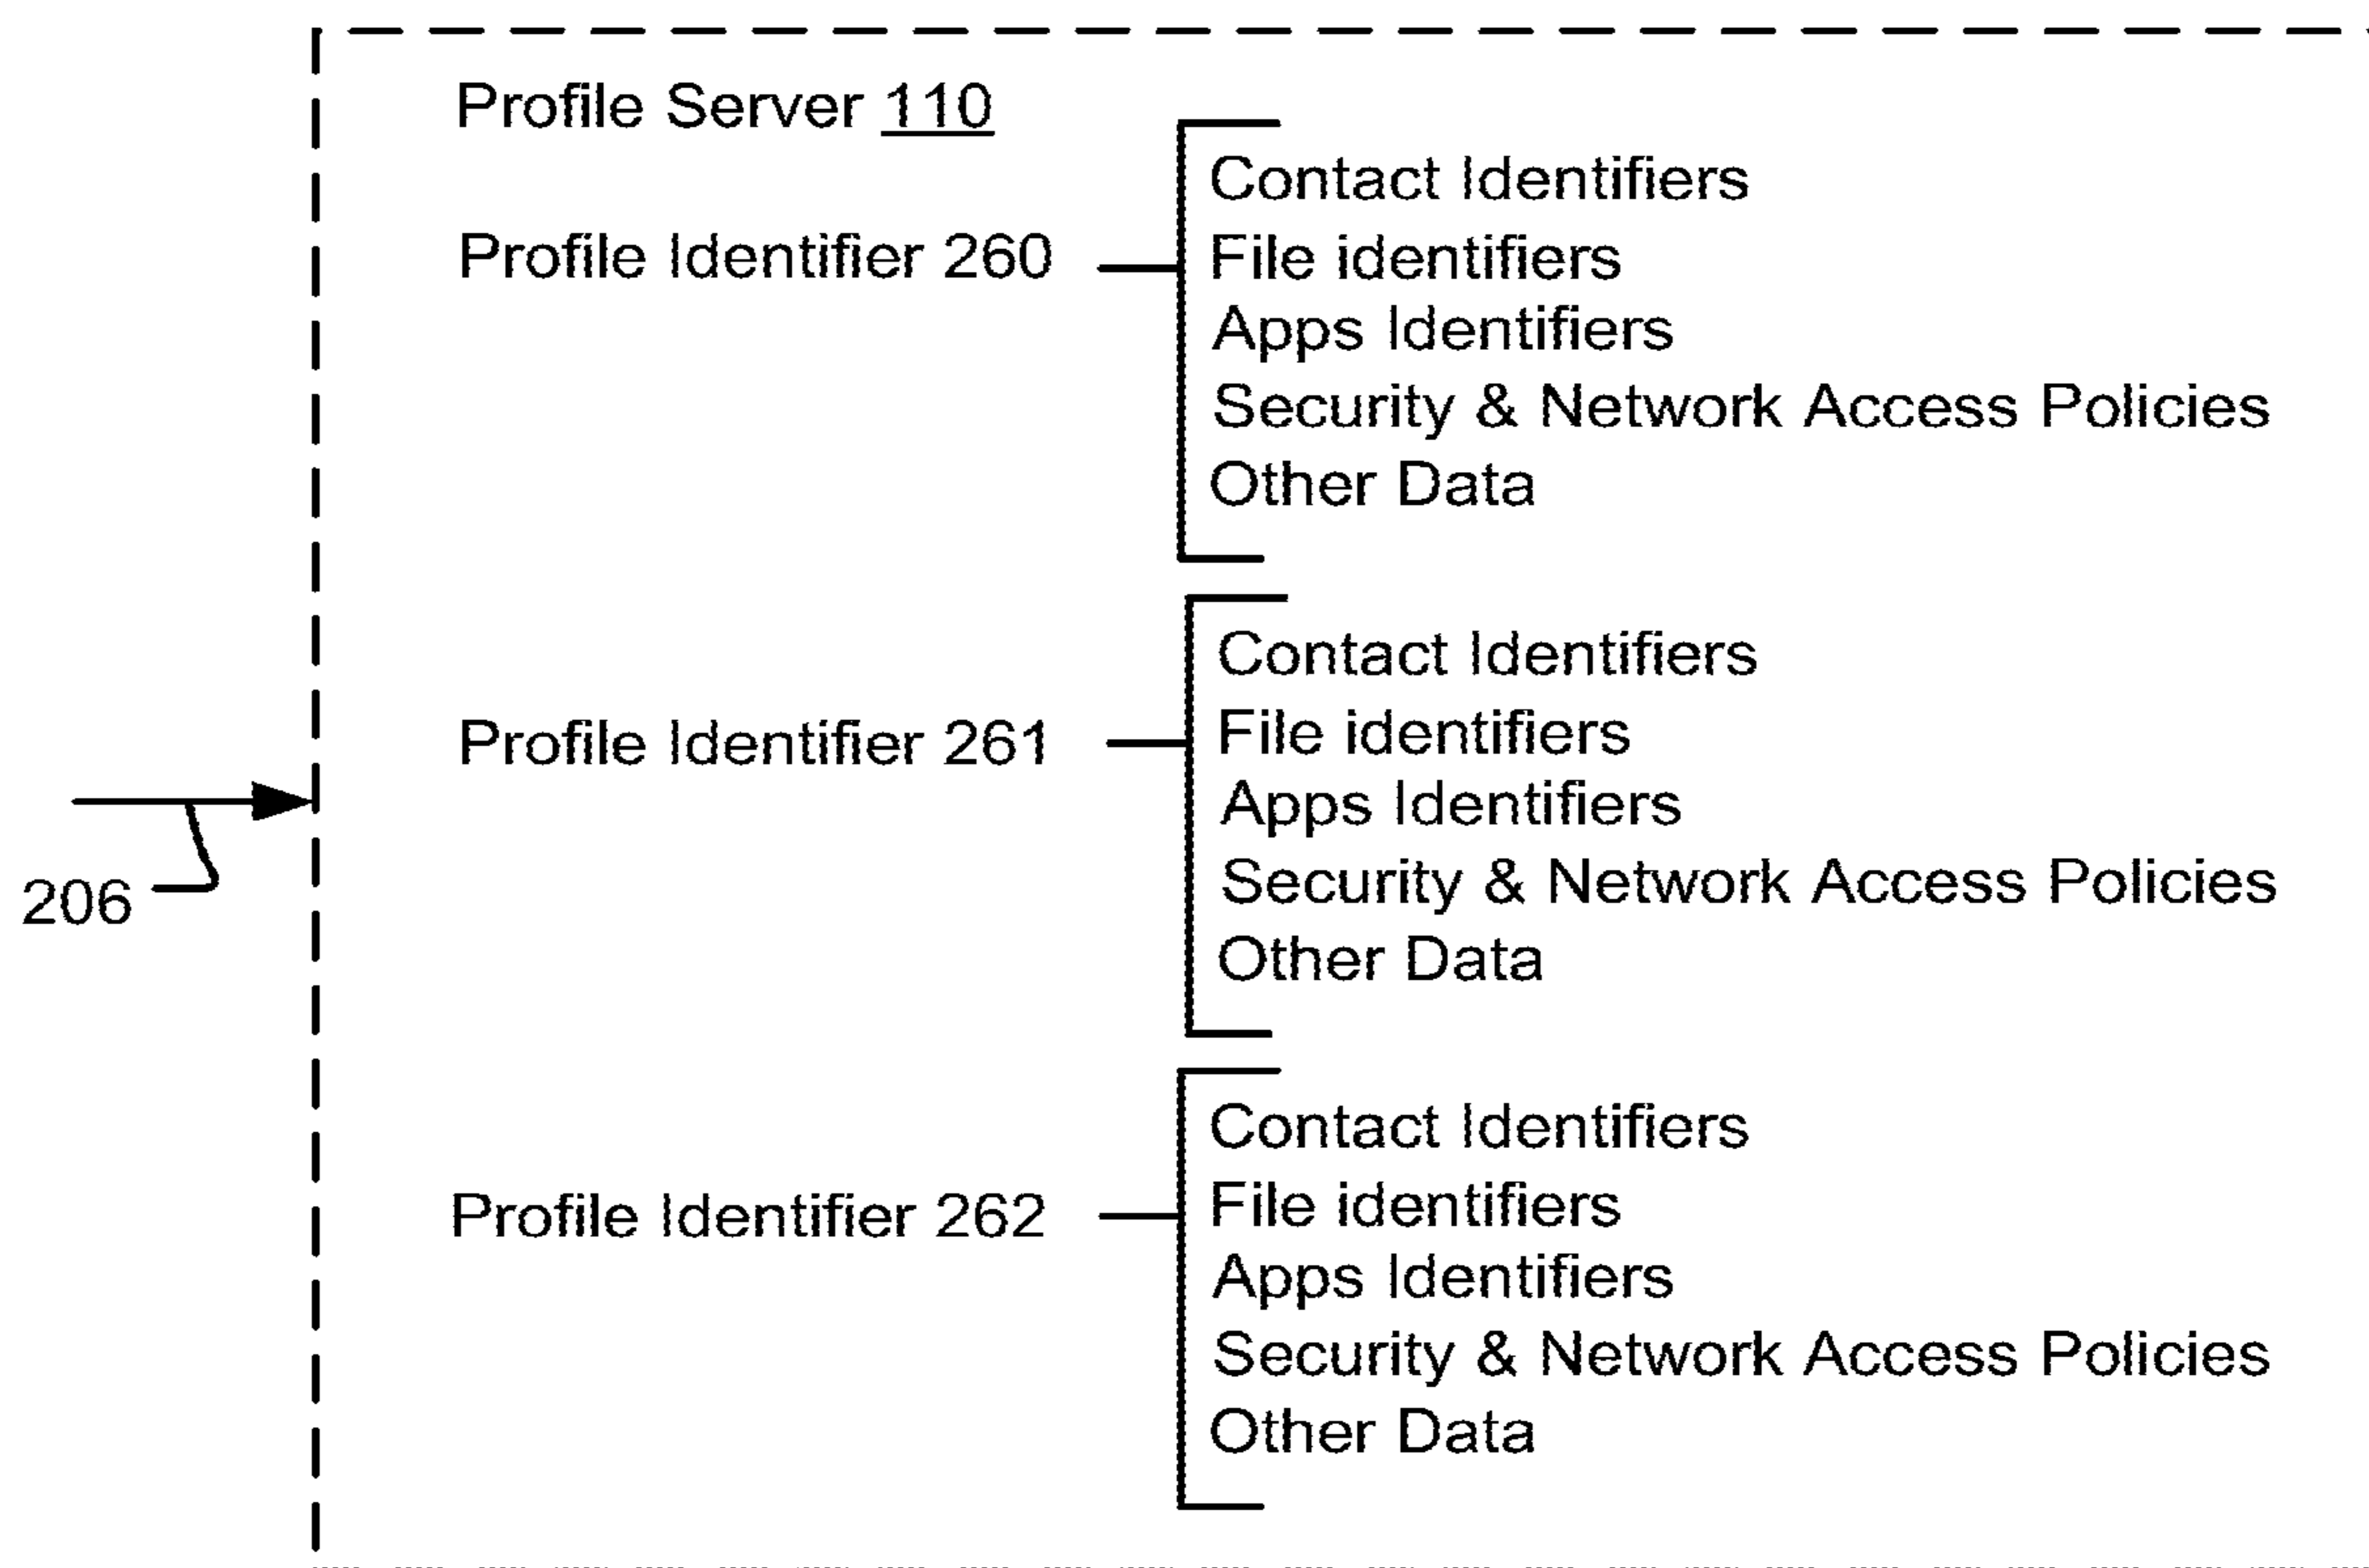 Profile Server 110
Profile Identifier 260
Contact Identifiers
File identifiers
Apps Identifiers
Security & Network Access Policies
Other Data
Profile Identifier 261
Contact Identifiers
File identifiers
Apps Identifiers
Security & Network Access Policies
Other Data
206
Profile Identifier 262
Contact Identifiers
File identifiers
Apps Identifiers
Security & Network Access Policies
Other Data